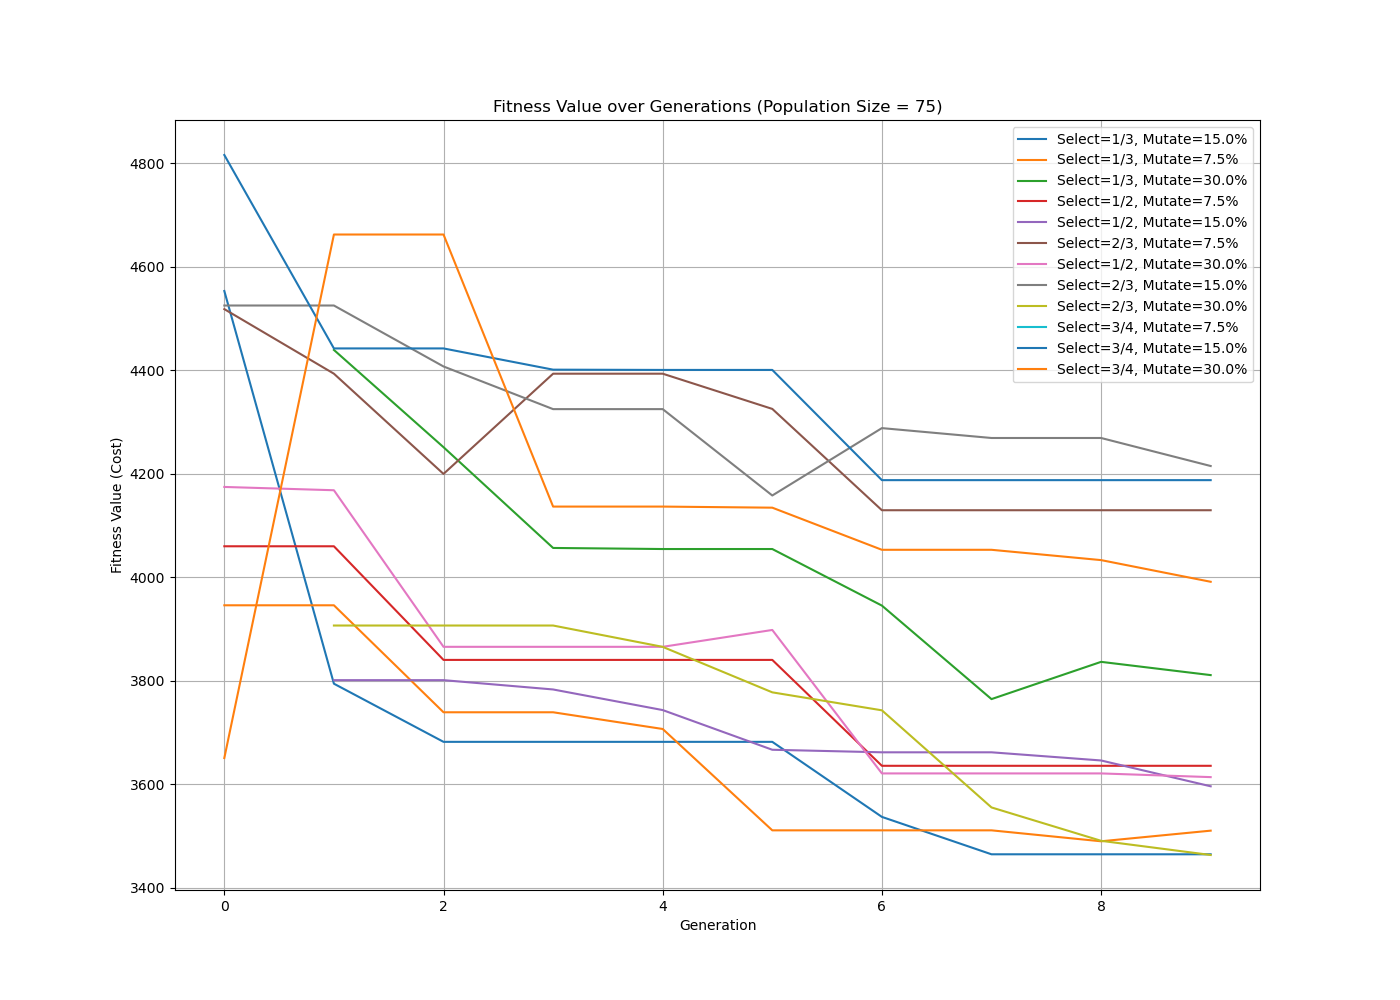 Fitness Value over Generations (Population Size = 75)
Select=1/3, Mutate=15.0%
Select=1/3, Mutate=7.5%
Select=1/3, Mutate=30.0%
Select=1/2, Mutate=7.5%
Select=1/2, Mutate=15.0%
Select=2/3, Mutate=7.5%
Select=1/2, Mutate=30.0%
Select=2/3, Mutate=15.0%
Select=2/3, Mutate=30.0%
Select=3/4, Mutate=7.5%
Select=3/4, Mutate=15.0%
Select=3/4, Mutate=30.0%
4800
4600
4400
4200
4000
3800
3600
3400
Fitness Value (Cost)
0 2 4 6 8
Generation